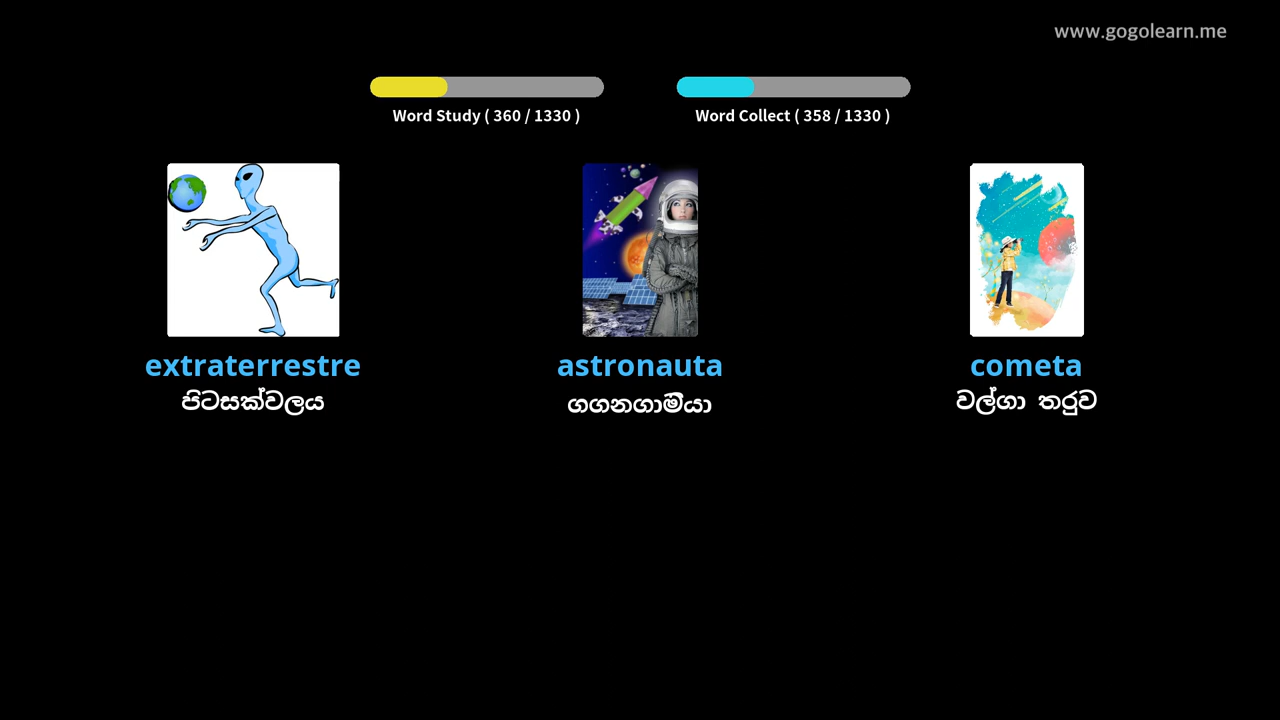 www.gogolearn.me
Word Study ( 360 / 1330 )
Word Collect ( 358 / 1330 )
extraterrestre
පිටසක්වලය
astronauta
ගගනගාමියා
cometa
වල්ගා තරුව